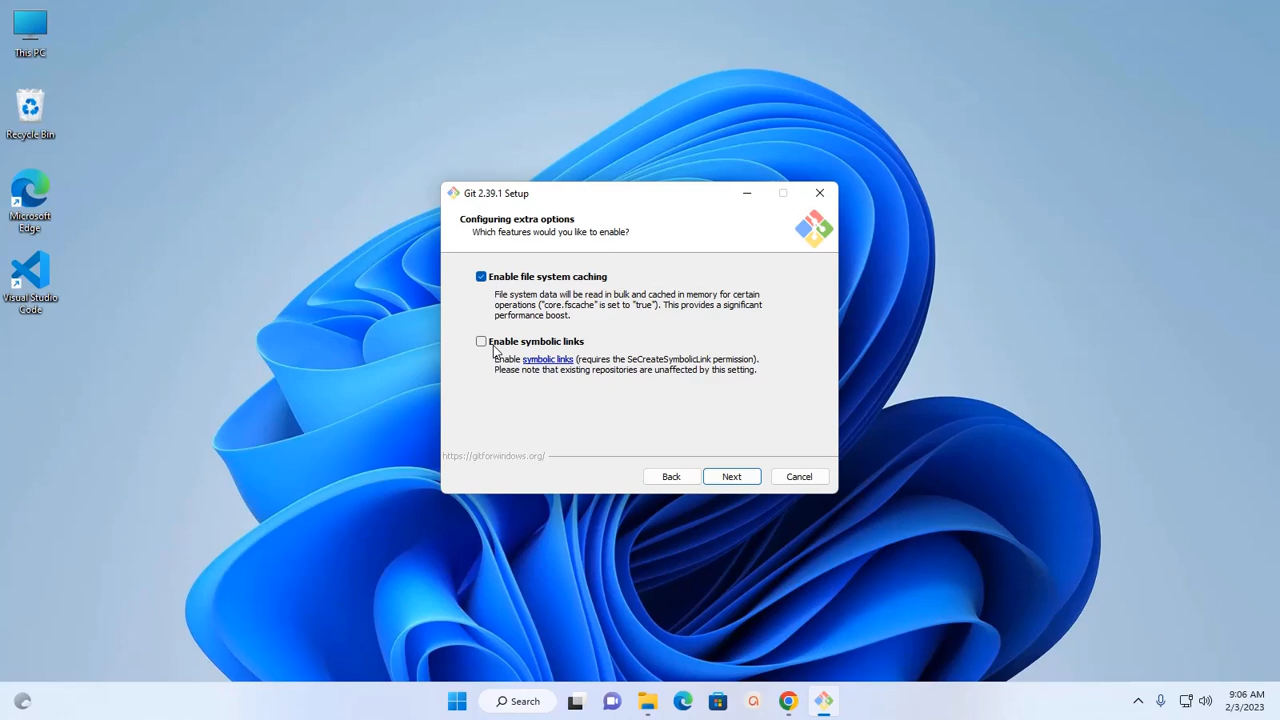 This PC
Recycle Bin
Microsoft
Edge
Visual Studio
Code
Git 2.39.1 Setup
Configuring extra options
Which features would you like to enable?
Enable file system caching
File system data will be read in bulk and cached in memory for certain
operations ("core.fscache" is set to "true"). This provides a significant
performance boost.
Enable symbolic links
Enable symbolic links (requires the SeCreateSymbolicLink permission).
Please note that existing repositories are unaffected by this setting.
https://gitforwindows.org/
Back
Next
Cancel
Search
9:06 AM
2/3/2023